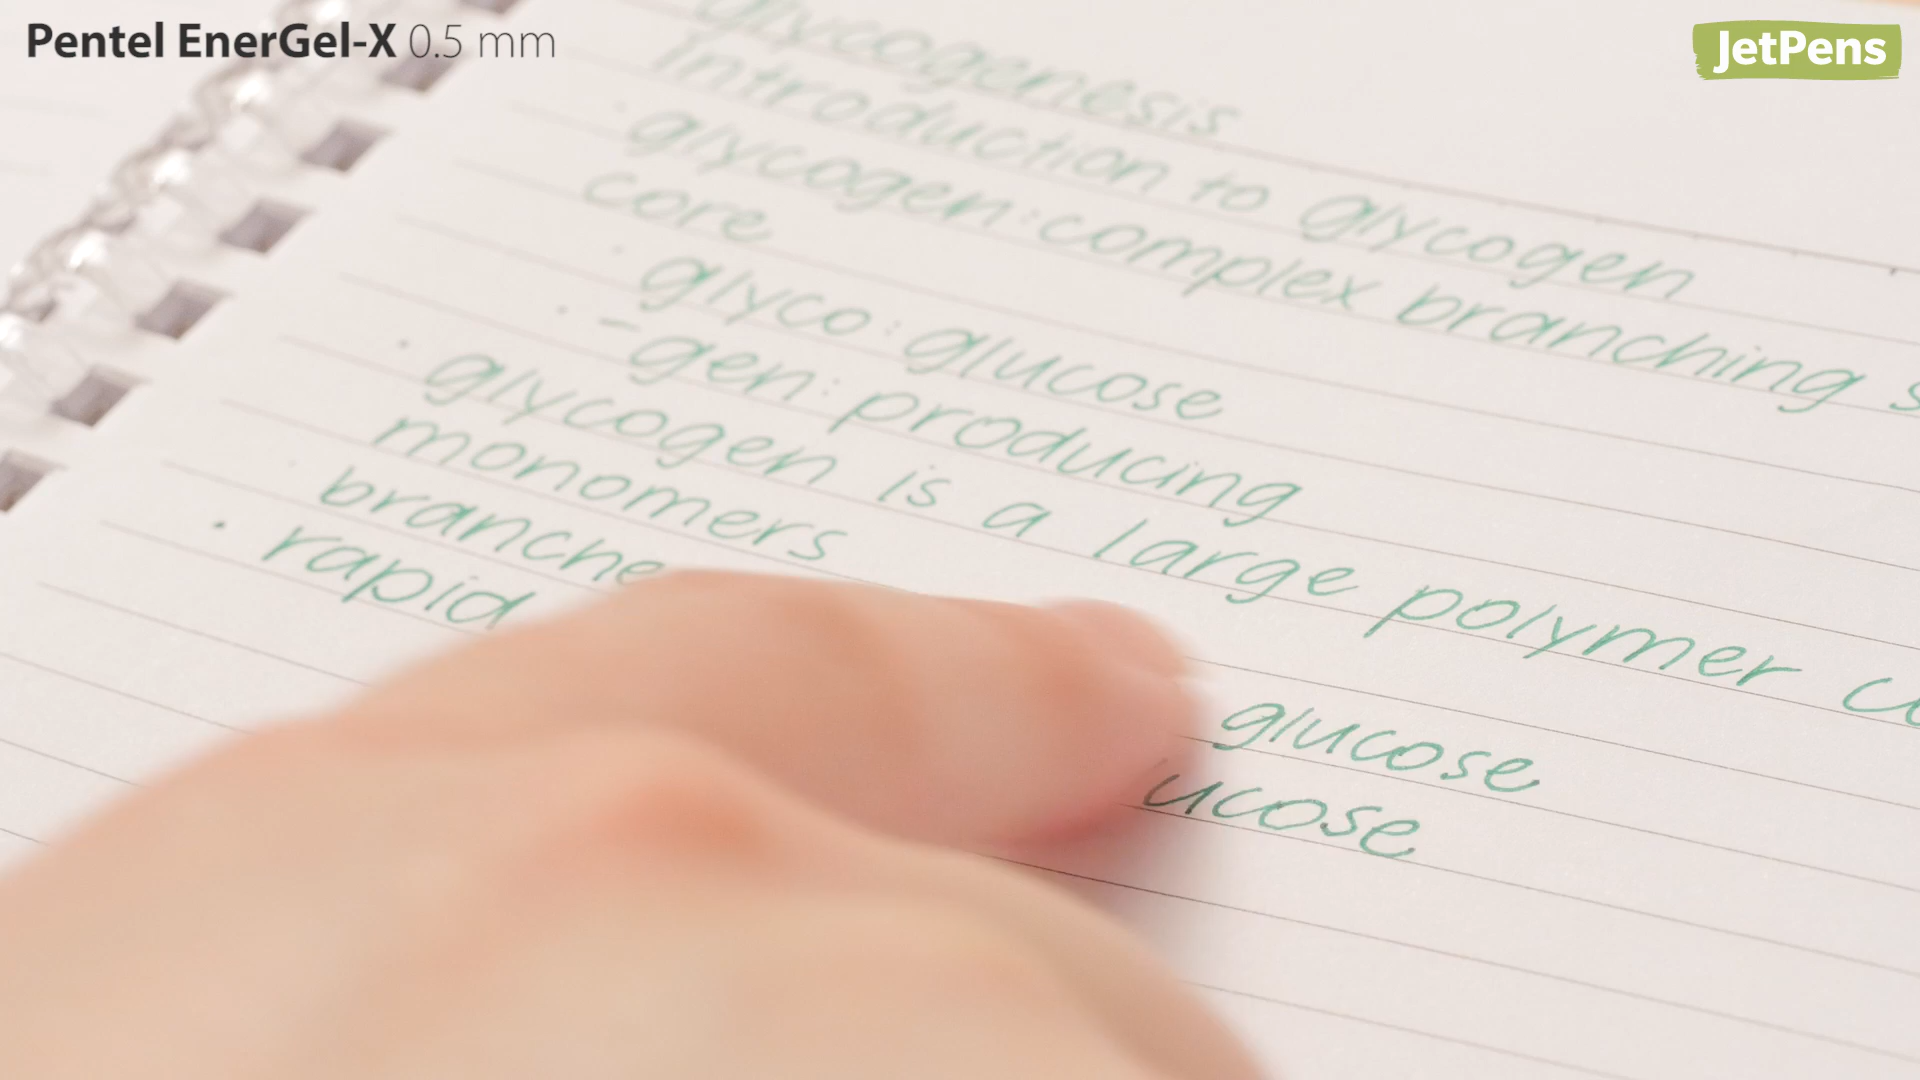 Pentel EnerGel-X 0.5 mm
JetPens
glycogenesis
Introduction to glycogen
· glycogen: complex branching s
core
· glyco: glucose
· -gen: producing
· glycogen is a large polymer
monomers
glucose
branche
ucose
· rapid